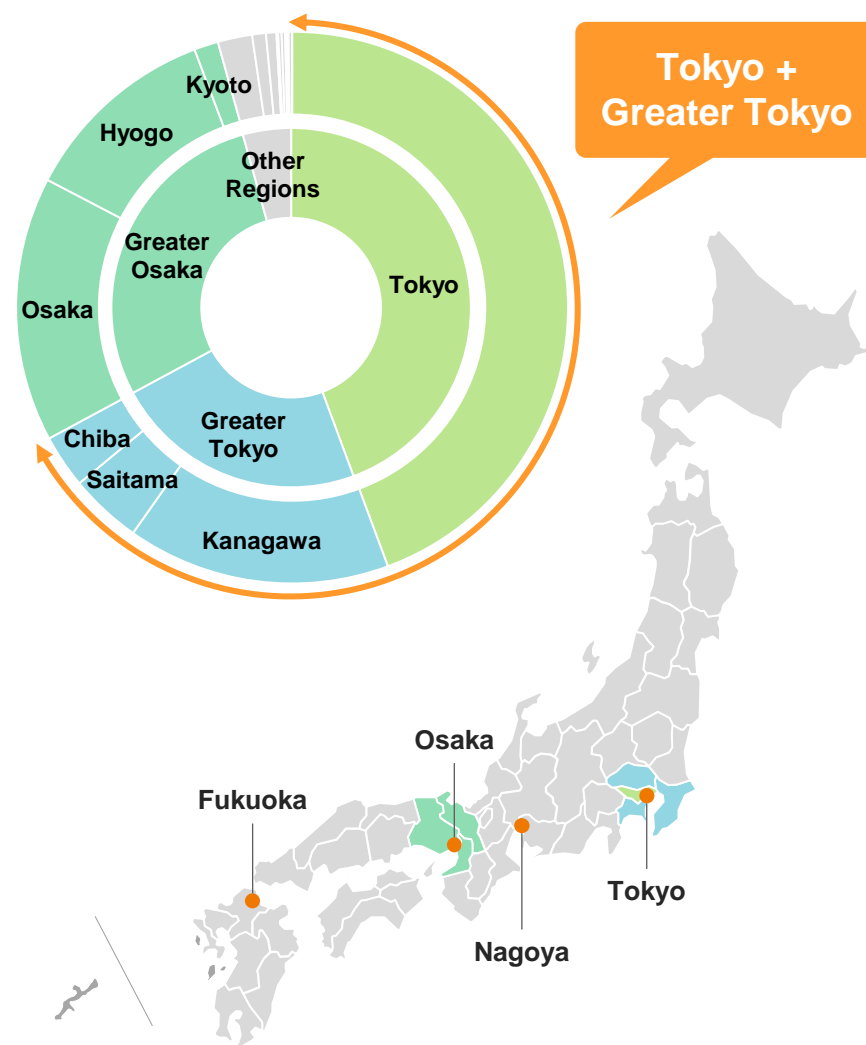 Tokyo +
Greater Tokyo
Kyoto
Hyogo
Other
Regions
Greater
Osaka
Tokyo
Osaka
Greater
Tokyo
Chiba
Saitama
Kanagawa
Osaka
Fukuoka
Tokyo
Nagoya